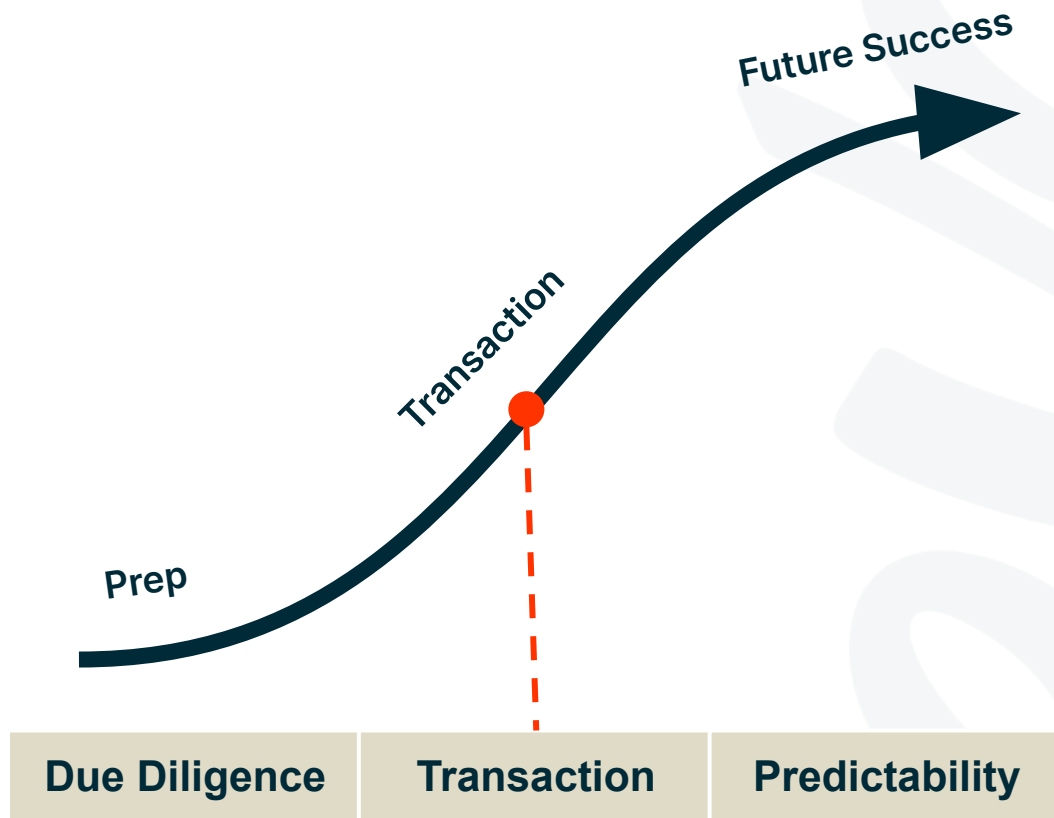 Future Success
Transaction
Prep
Due Diligence
Transaction
Predictability